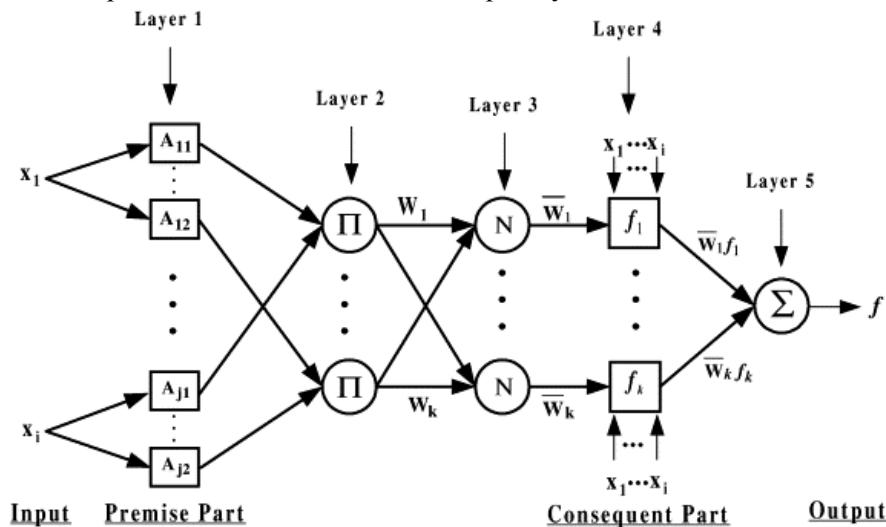 Layer 1
Layer 4
Layer 2
Layer 3
x₁⋯xᵢ
...
A₁₁
Layer 5
x₁
W₁
W̅₁
A₁₂
Π
N
f₁
W̅₁f₁
Σ
f
Aⱼ₁
W̅ₖfₖ
xᵢ
Π
Wₖ
N
W̅ₖ
fₖ
Aⱼ₂
...
x₁⋯xᵢ
Input
Premise Part
Consequent Part
Output